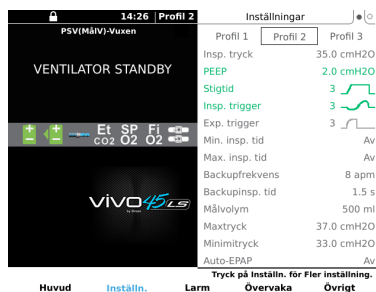 14:26 Profil 2
PSV(MålV)-Vuxen
VENTILATOR STANDBY
Et CO2 SP O2 Fi O2
vivo 45 LS
by Breas
Inställningar
Profil 1 Profil 2 Profil 3
Insp. tryck 35.0 cmH2O
PEEP 2.0 cmH2O
Stigtid 3
Insp. trigger 3
Exp. trigger 3
Min. insp. tid Av
Max. insp. tid Av
Backupfrekvens 8 apm
Backupinsp. tid 1.5 s
Målvolym 500 ml
Maxtryck 37.0 cmH2O
Minimitryck 33.0 cmH2O
Auto-EPAP Av
Tryck på Inställn. för Fler inställning.
Huvud Inställn. Larm Övervaka Övrigt